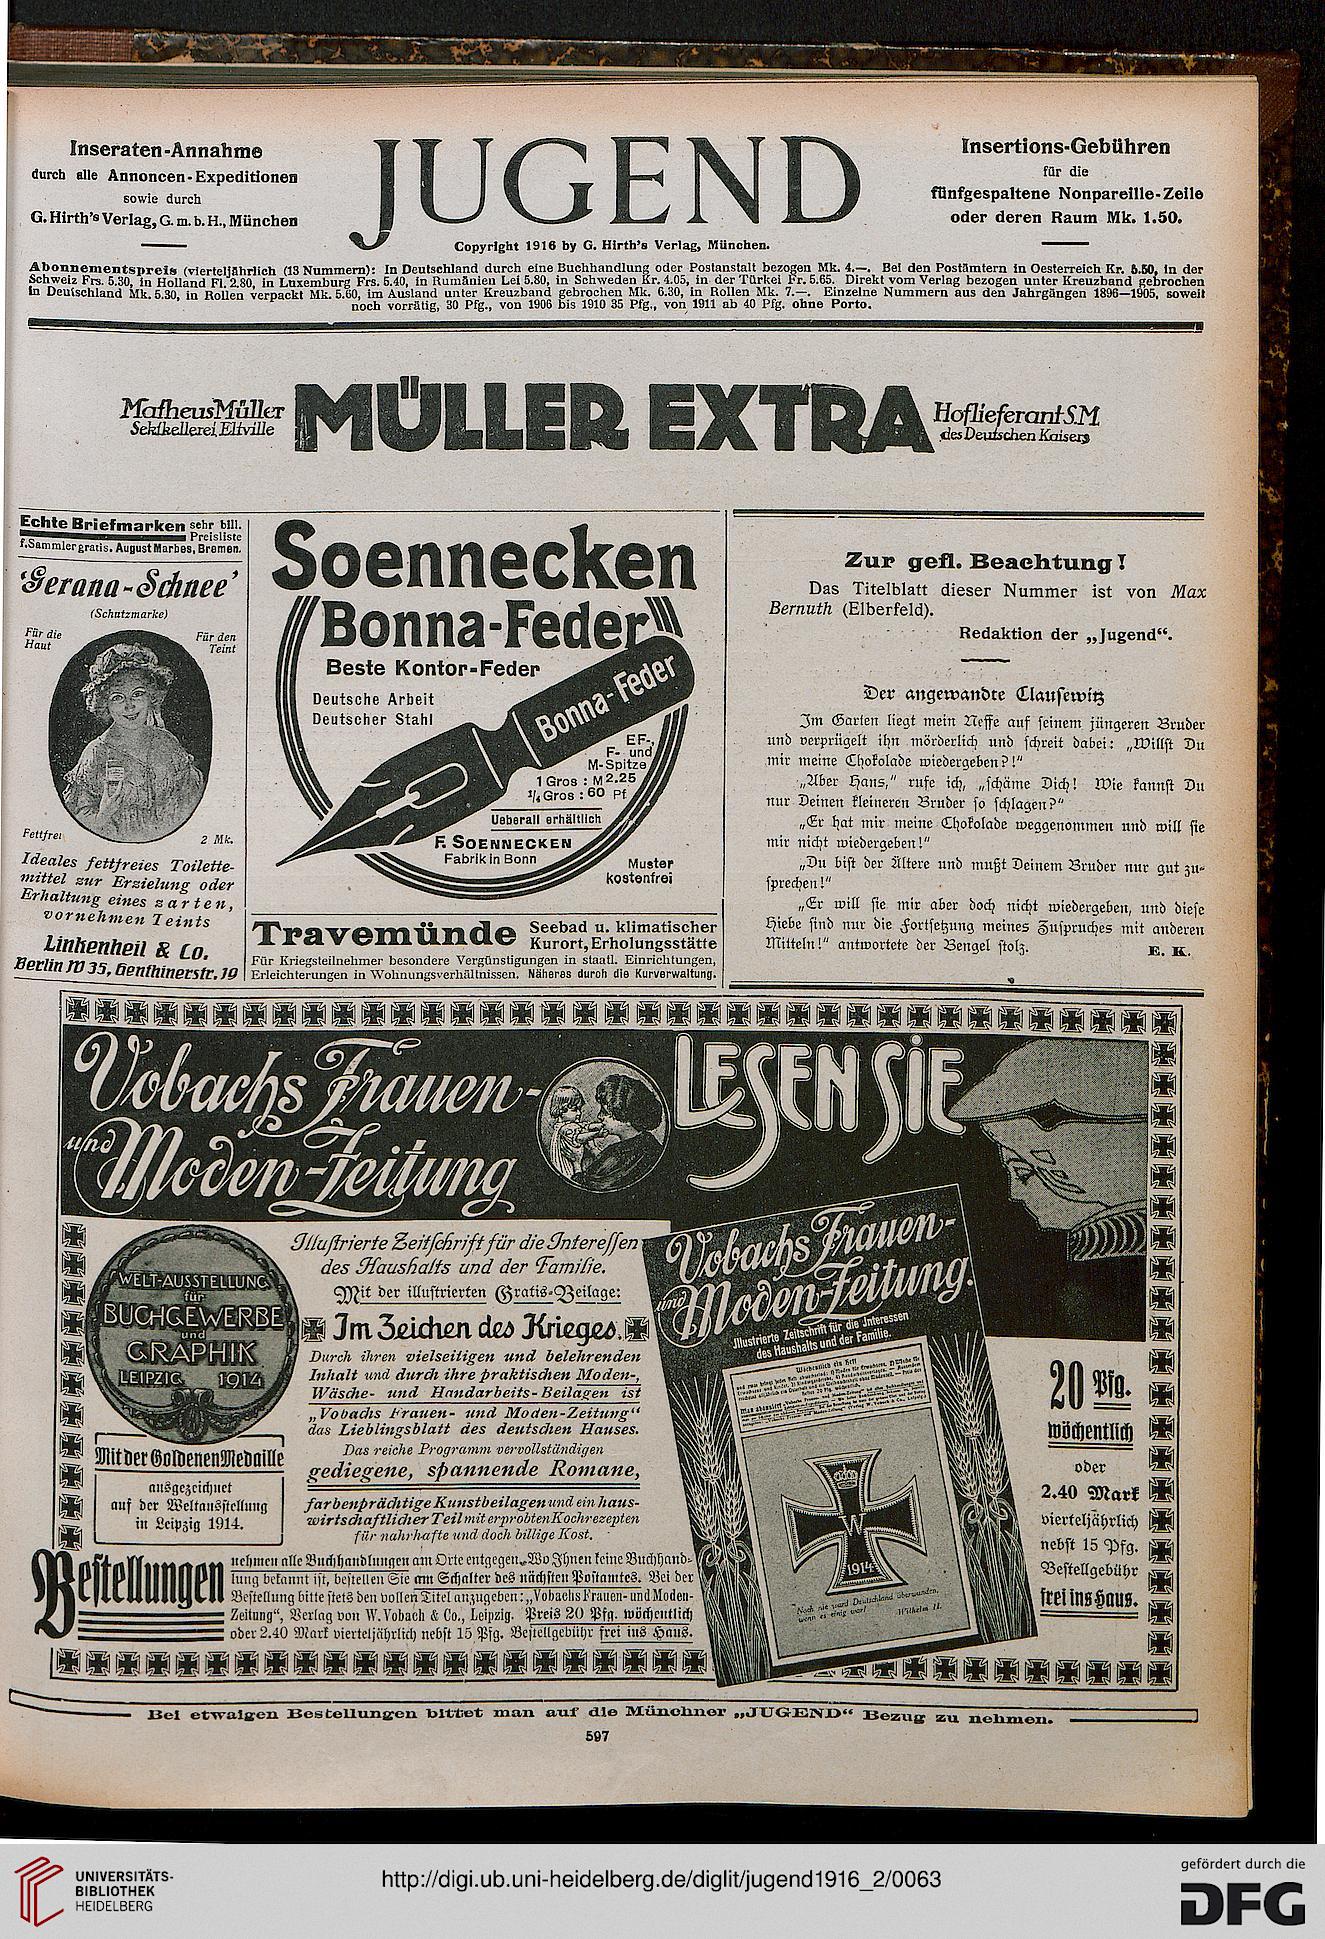 Inseraten-Annahme
durch alle Annoncen-Expeditionen
sowie durch
G. Hirth's Verlag, G. m. b. H., München
JUGEND
Copyright 1916 by G. Hirth's Verlag, München.
Insertions-Gebühren
für die
fünfgespaltene Nonpareille-Zeile
oder deren Raum Mk. 1.50.
Abonnementspreis (vierteljährlich (13 Nummern): In Deutschland durch eine Buchhandlung oder Postanstalt bezogen Mk. 4.—. Bei den Postämtern in Oesterreich Kr. 5.50, in der
Schweiz Frs. 5.30, in Holland Fl. 2.80, in Luxemburg Frs. 5.40, in Rumänien Lei 5.80, in Schweden Kr. 4.05, in der Türkei Fr. 5.65. Direkt vom Verlag bezogen unter Kreuzband gebrochen
in Deutschland Mk. 5.30, in Rollen verpackt Mk. 5.60, im Ausland unter Kreuzband gebrochen Mk. 6.30, in Rollen Mk. 7.—. Einzelne Nummern aus den Jahrgängen 1896—1905, soweit
noch vorrätig, 30 Pfg., von 1906 bis 1910 35 Pfg., von 1911 ab 40 Pfg. ohne Porto.
Matheus Müller
Sektkellerei, Eltville
MÜLLER EXTRA
Hoflieferant S.M.
des Deutschen Kaisers
Echte Briefmarken sehr bill.
Preisliste
f. Sammler gratis. August Marbes, Bremen.
'Gerana-Schnee'
(Schutzmarke)
Für die
Haut
Für den
Teint
Fettfrei
2 Mk.
Ideales fettfreies Toilette-
mittel zur Erzielung oder
Erhaltung eines zarten,
vornehmen Teints
Linkenheil & Co.
Berlin W 35, Genthinerstr. 19
Soennecken
Bonna-Feder
Beste Kontor-Feder
Deutsche Arbeit
Deutscher Stahl
Bonna-Feder
EF-,
F- und
M-Spitze
1 Gros : M 2.25
¼ Gros : 60 Pf
Ueberall erhältlich
F. SOENNECKEN
Fabrik in Bonn
Muster
kostenfrei
Travemünde Seebad u. klimatischer
Kurort, Erholungsstätte
Für Kriegsteilnehmer besondere Vergünstigungen in staatl. Einrichtungen,
Erleichterungen in Wohnungsverhältnissen. Näheres durch die Kurverwaltung.
Zur gefl. Beachtung!
Das Titelblatt dieser Nummer ist von Max
Bernuth (Elberfeld).
Redaktion der „Jugend“.
Der angewandte Clausewitz
Im Garten liegt mein Neffe auf seinem jüngeren Bruder
und verprügelt ihn mörderlich und schreit dabei: „Willst Du
mir meine Chokolade wiedergeben?!“
„Aber Hans,“ rufe ich, „schäme Dich! Wie kannst Du
nur Deinen kleineren Bruder so schlagen?“
„Er hat mir meine Chokolade weggenommen und will sie
mir nicht wiedergeben!“
„Du bist der Ältere und mußt Deinem Bruder nur gut zu-
sprechen!“
„Er will sie mir aber doch nicht wiedergeben, und diese
Hiebe sind nur die Fortsetzung meines Zuspruches mit anderen
Mitteln!“ antwortete der Bengel stolz.
E. K.
Vobachs Frauen-
und Moden-Zeitung
LESEN SIE
WELT-AUSSTELLUNG
für
BUCHGEWERBE
und
GRAPHIK
LEIPZIG 1914
Mit der Goldenen Medaille
ausgezeichnet
auf der Weltausstellung
in Leipzig 1914.
Illustrierte Zeitschrift für die Interessen
des Haushalts und der Familie.
Mit der illustrierten Gratis-Beilage:
Im Zeichen des Krieges.
Durch ihren vielseitigen und belehrenden
Inhalt und durch ihre praktischen Moden-,
Wäsche- und Handarbeits-Beilagen ist
„Vobachs Frauen- und Moden-Zeitung“
das Lieblingsblatt des deutschen Hauses.
Das reiche Programm vervollständigen
gediegene, spannende Romane,
farbenprächtige Kunstbeilagen und ein haus-
wirtschaftlicher Teil mit erprobten Kochrezepten
für nahrhafte und doch billige Kost.
Vobachs Frauen-
und Moden-Zeitung.
Illustrierte Zeitschrift für die Interessen
des Haushalts und der Familie.
Wöchentlich ein Heft
W
1914
Noch nie ward Deutschland überwunden,
wenn es einig war!
Wilhelm II.
20 Pfg.
wöchentlich
oder
2.40 Mark
vierteljährlich
nebst 15 Pfg.
Bestellgebühr
frei ins Haus.
Bestellungen nehmen alle Buchhandlungen am Orte entgegen. Wo Ihnen keine Buchhand-
lung bekannt ist, bestellen Sie am Schalter des nächsten Postamtes. Bei der
Bestellung bitte stets den vollen Titel anzugeben: „Vobachs Frauen- und Moden-
Zeitung“, Verlag von W. Vobach & Co., Leipzig. Preis 20 Pfg. wöchentlich
oder 2.40 Mark vierteljährlich nebst 15 Pfg. Bestellgebühr frei ins Haus.
Bei etwaigen Bestellungen bittet man auf die Münchner „JUGEND“ Bezug zu nehmen.
597
UNIVERSITÄTS-
BIBLIOTHEK
HEIDELBERG
http://digi.ub.uni-heidelberg.de/diglit/jugend1916_2/0063
gefördert durch die
DFG